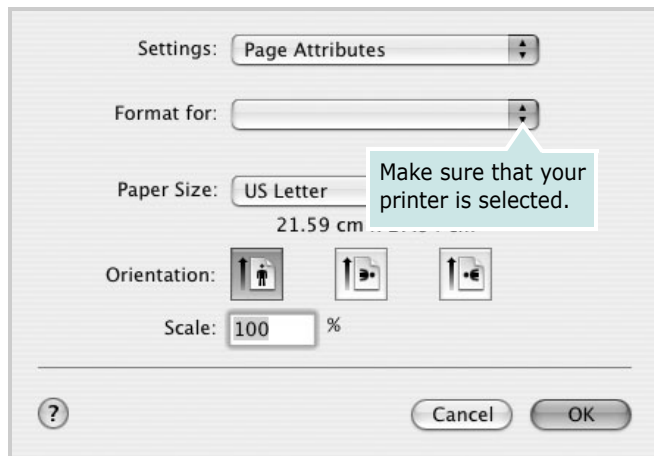 Settings: Page Attributes
Format for:
Make sure that your
printer is selected.
Paper Size: US Letter
21.59 cm
Orientation:
Scale: 100 %
? Cancel OK